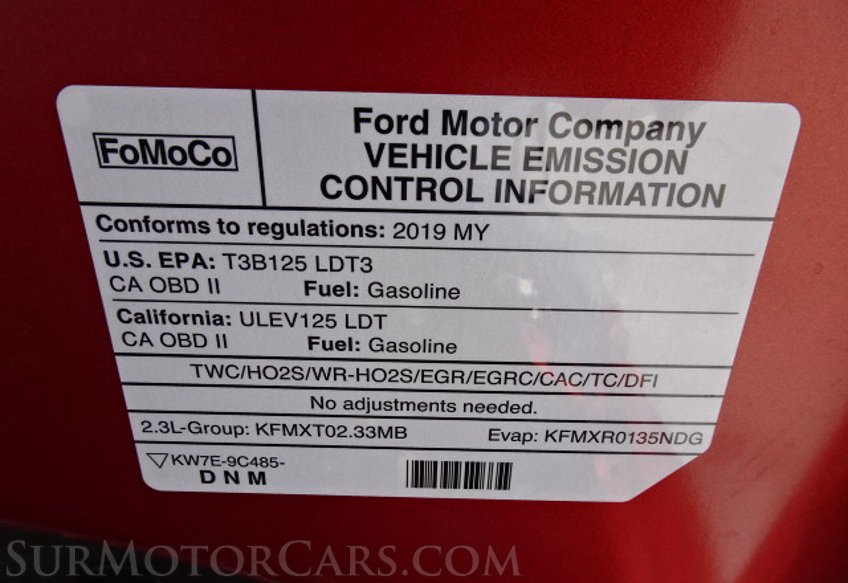 FoMoCo
Ford Motor Company
VEHICLE EMISSION
CONTROL INFORMATION
Conforms to regulations: 2019 MY
U.S. EPA: T3B125 LDT3
CA OBD II Fuel: Gasoline
California: ULEV125 LDT
CA OBD II Fuel: Gasoline
TWC/HO2S/WR-HO2S/EGR/EGRC/CAC/TC/DFI
No adjustments needed.
2.3L-Group: KFMXT02.33MB Evap: KFMXR0135NDG
KW7E-9C485-
D N M
SURMOTORCARS.COM